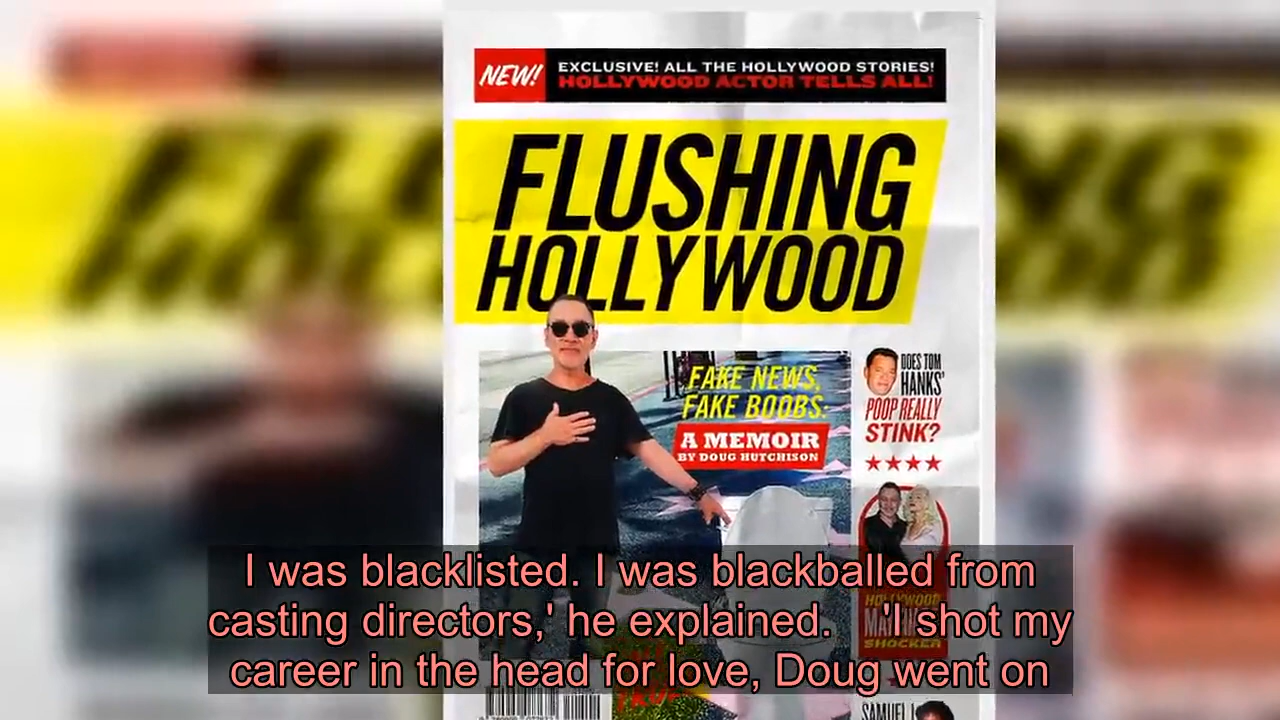 NEW!
EXCLUSIVE! ALL THE HOLLYWOOD STORIES!
HOLLYWOOD ACTOR TELLS ALL!
FLUSHING
HOLLYWOOD
FAKE NEWS,
FAKE BOOBS:
A MEMOIR
BY DOUG HUTCHISON
DOES TOM
HANKS'
POOP REALLY
STINK?
HOLLYWOOD
SHOCKER
SAMUEL
I was blacklisted. I was blackballed from
casting directors,' he explained. 'I shot my
career in the head for love, Doug went on